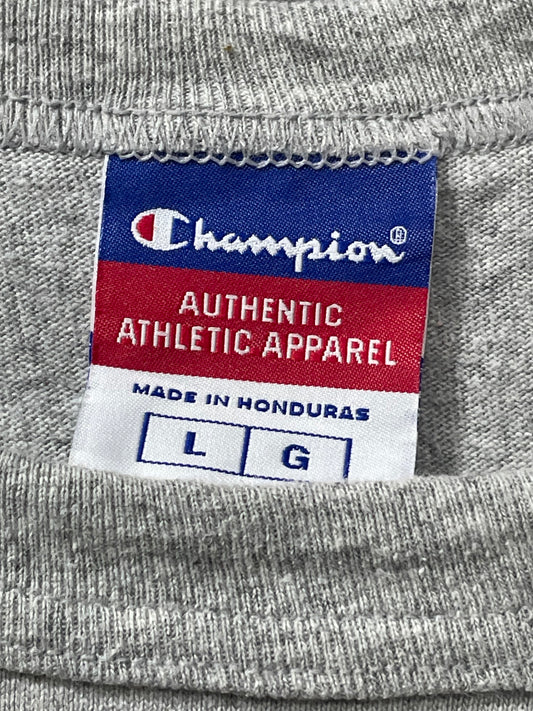 Champion®
AUTHENTIC
ATHLETIC APPAREL
MADE IN HONDURAS
L G